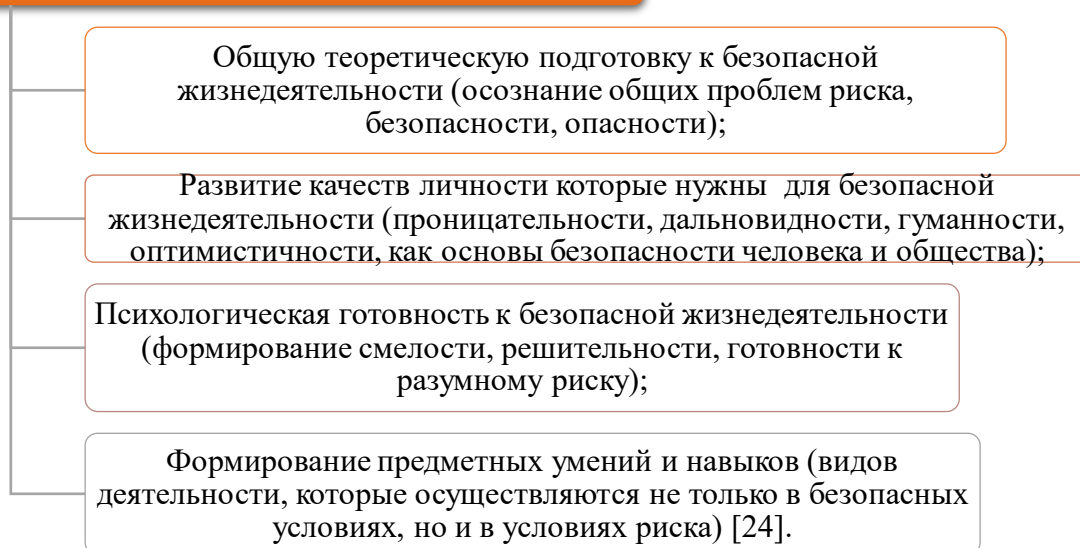 Общую теоретическую подготовку к безопасной
жизнедеятельности (осознание общих проблем риска,
безопасности, опасности);
Развитие качеств личности которые нужны  для безопасной
жизнедеятельности (проницательности, дальновидности, гуманности,
оптимистичности, как основы безопасности человека и общества);
Психологическая готовность к безопасной жизнедеятельности
(формирование смелости, решительности, готовности к
разумному риску);
Формирование предметных умений и навыков (видов
деятельности, которые осуществляются не только в безопасных
условиях, но и в условиях риска) [24].